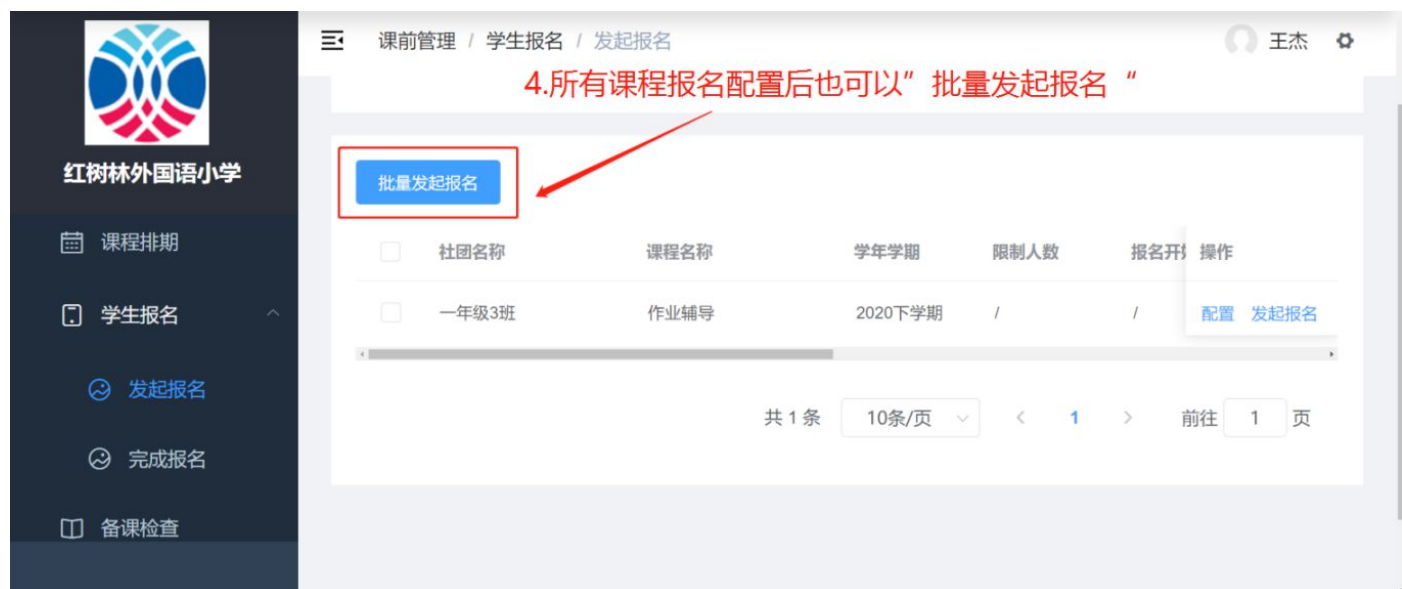 课前管理 / 学生报名 / 发起报名
王杰
4.所有课程报名配置后也可以”批量发起报名“
红树林外国语小学
课程排期
学生报名
发起报名
完成报名
备课检查
批量发起报名
社团名称 课程名称 学年学期 限制人数 报名开 操作
一年级3班 作业辅导 2020下学期 / / 配置 发起报名
共 1 条 10条/页 < 1 > 前往 1 页